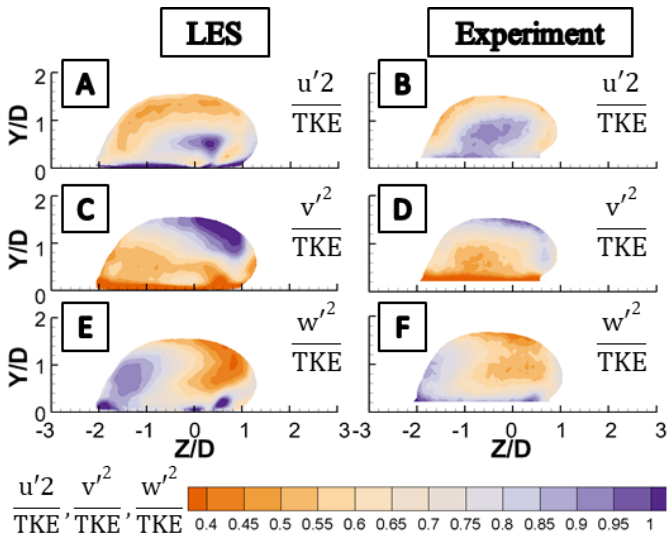 LES Experiment
A u'2/TKE B u'2/TKE
C v'²/TKE D v'²/TKE
E w'²/TKE F w'²/TKE
Y/D 2 1 0
Y/D 2 1 0
Y/D 2 1 0
-3 -2 -1 0 1 2 3 -2 -1 0 1 2 3
Z/D Z/D
u'2/TKE, v'²/TKE, w'²/TKE
0.4 0.45 0.5 0.55 0.6 0.65 0.7 0.75 0.8 0.85 0.9 0.95 1